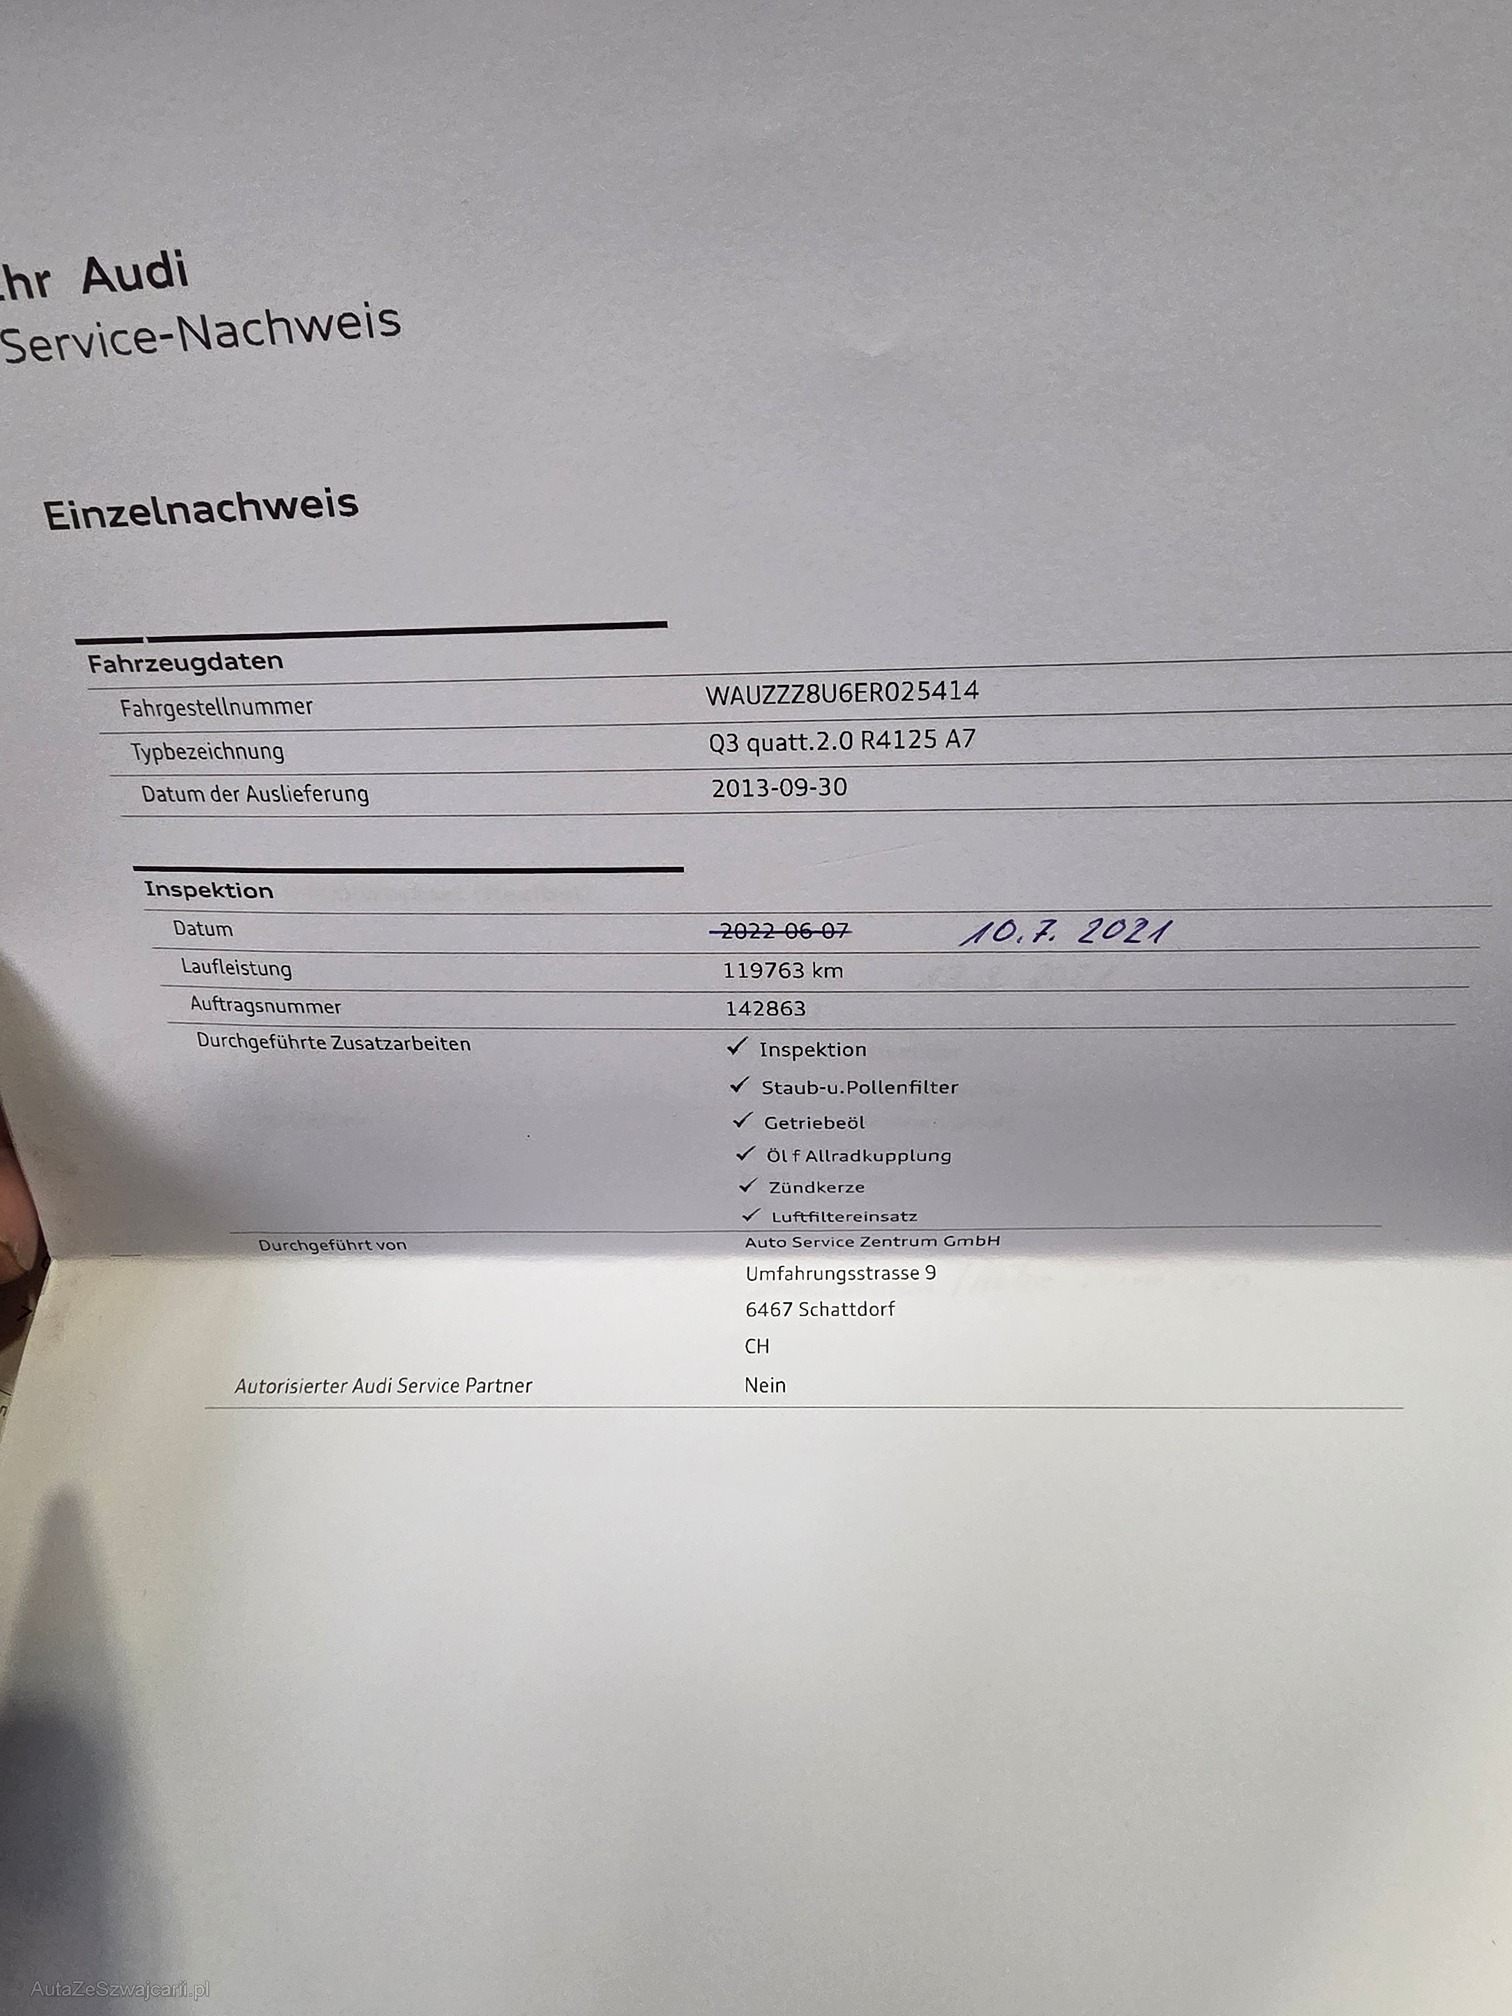 Ihr Audi
Service-Nachweis
Einzelnachweis
Fahrzeugdaten
Fahrgestellnummer WAUZZZ8U6ER025414
Typbezeichnung Q3 quatt.2.0 R4125 A7
Datum der Auslieferung 2013-09-30
Inspektion
Datum 2022-06-07 10.7. 2021
Laufleistung 119763 km
Auftragsnummer 142863
Durchgeführte Zusatzarbeiten ✓ Inspektion
✓ Staub-u.Pollenfilter
✓ Getriebeöl
✓ Öl f Allradkupplung
✓ Zündkerze
✓ Luftfiltereinsatz
Durchgeführt von Auto Service Zentrum GmbH
Umfahrungsstrasse 9
6467 Schattdorf
CH
Autorisierter Audi Service Partner Nein
AutaZeSzwajcarii.pl